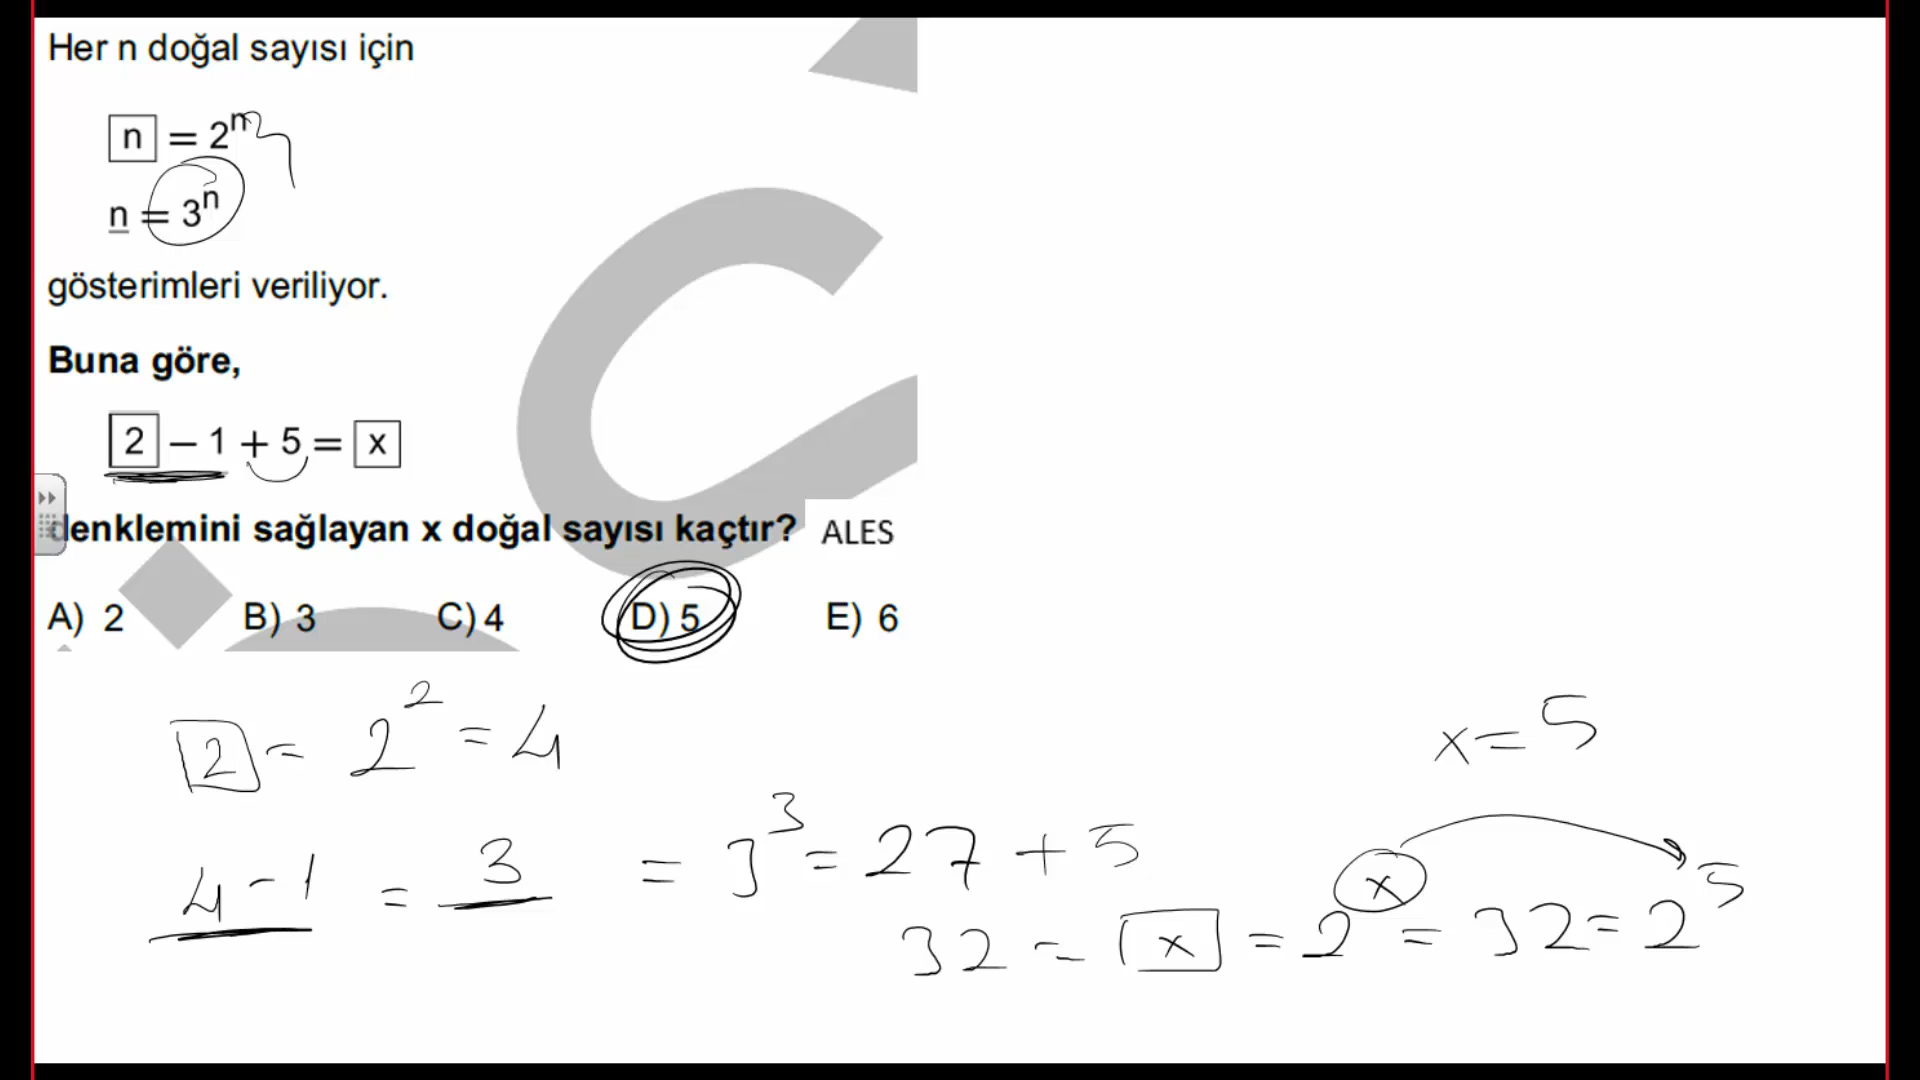 Her n doğal sayısı için
n = 2ⁿ
n = 3ⁿ
gösterimleri veriliyor.
Buna göre,
2 − 1 + 5 = x
denklemini sağlayan x doğal sayısı kaçtır? ALES
A) 2 B) 3 C) 4 D) 5 E) 6
2 = 2² = 4
x = 5
4 - 1 = 3 = 3³ = 27 + 5
32 = x = 2ˣ = 32 = 2⁵